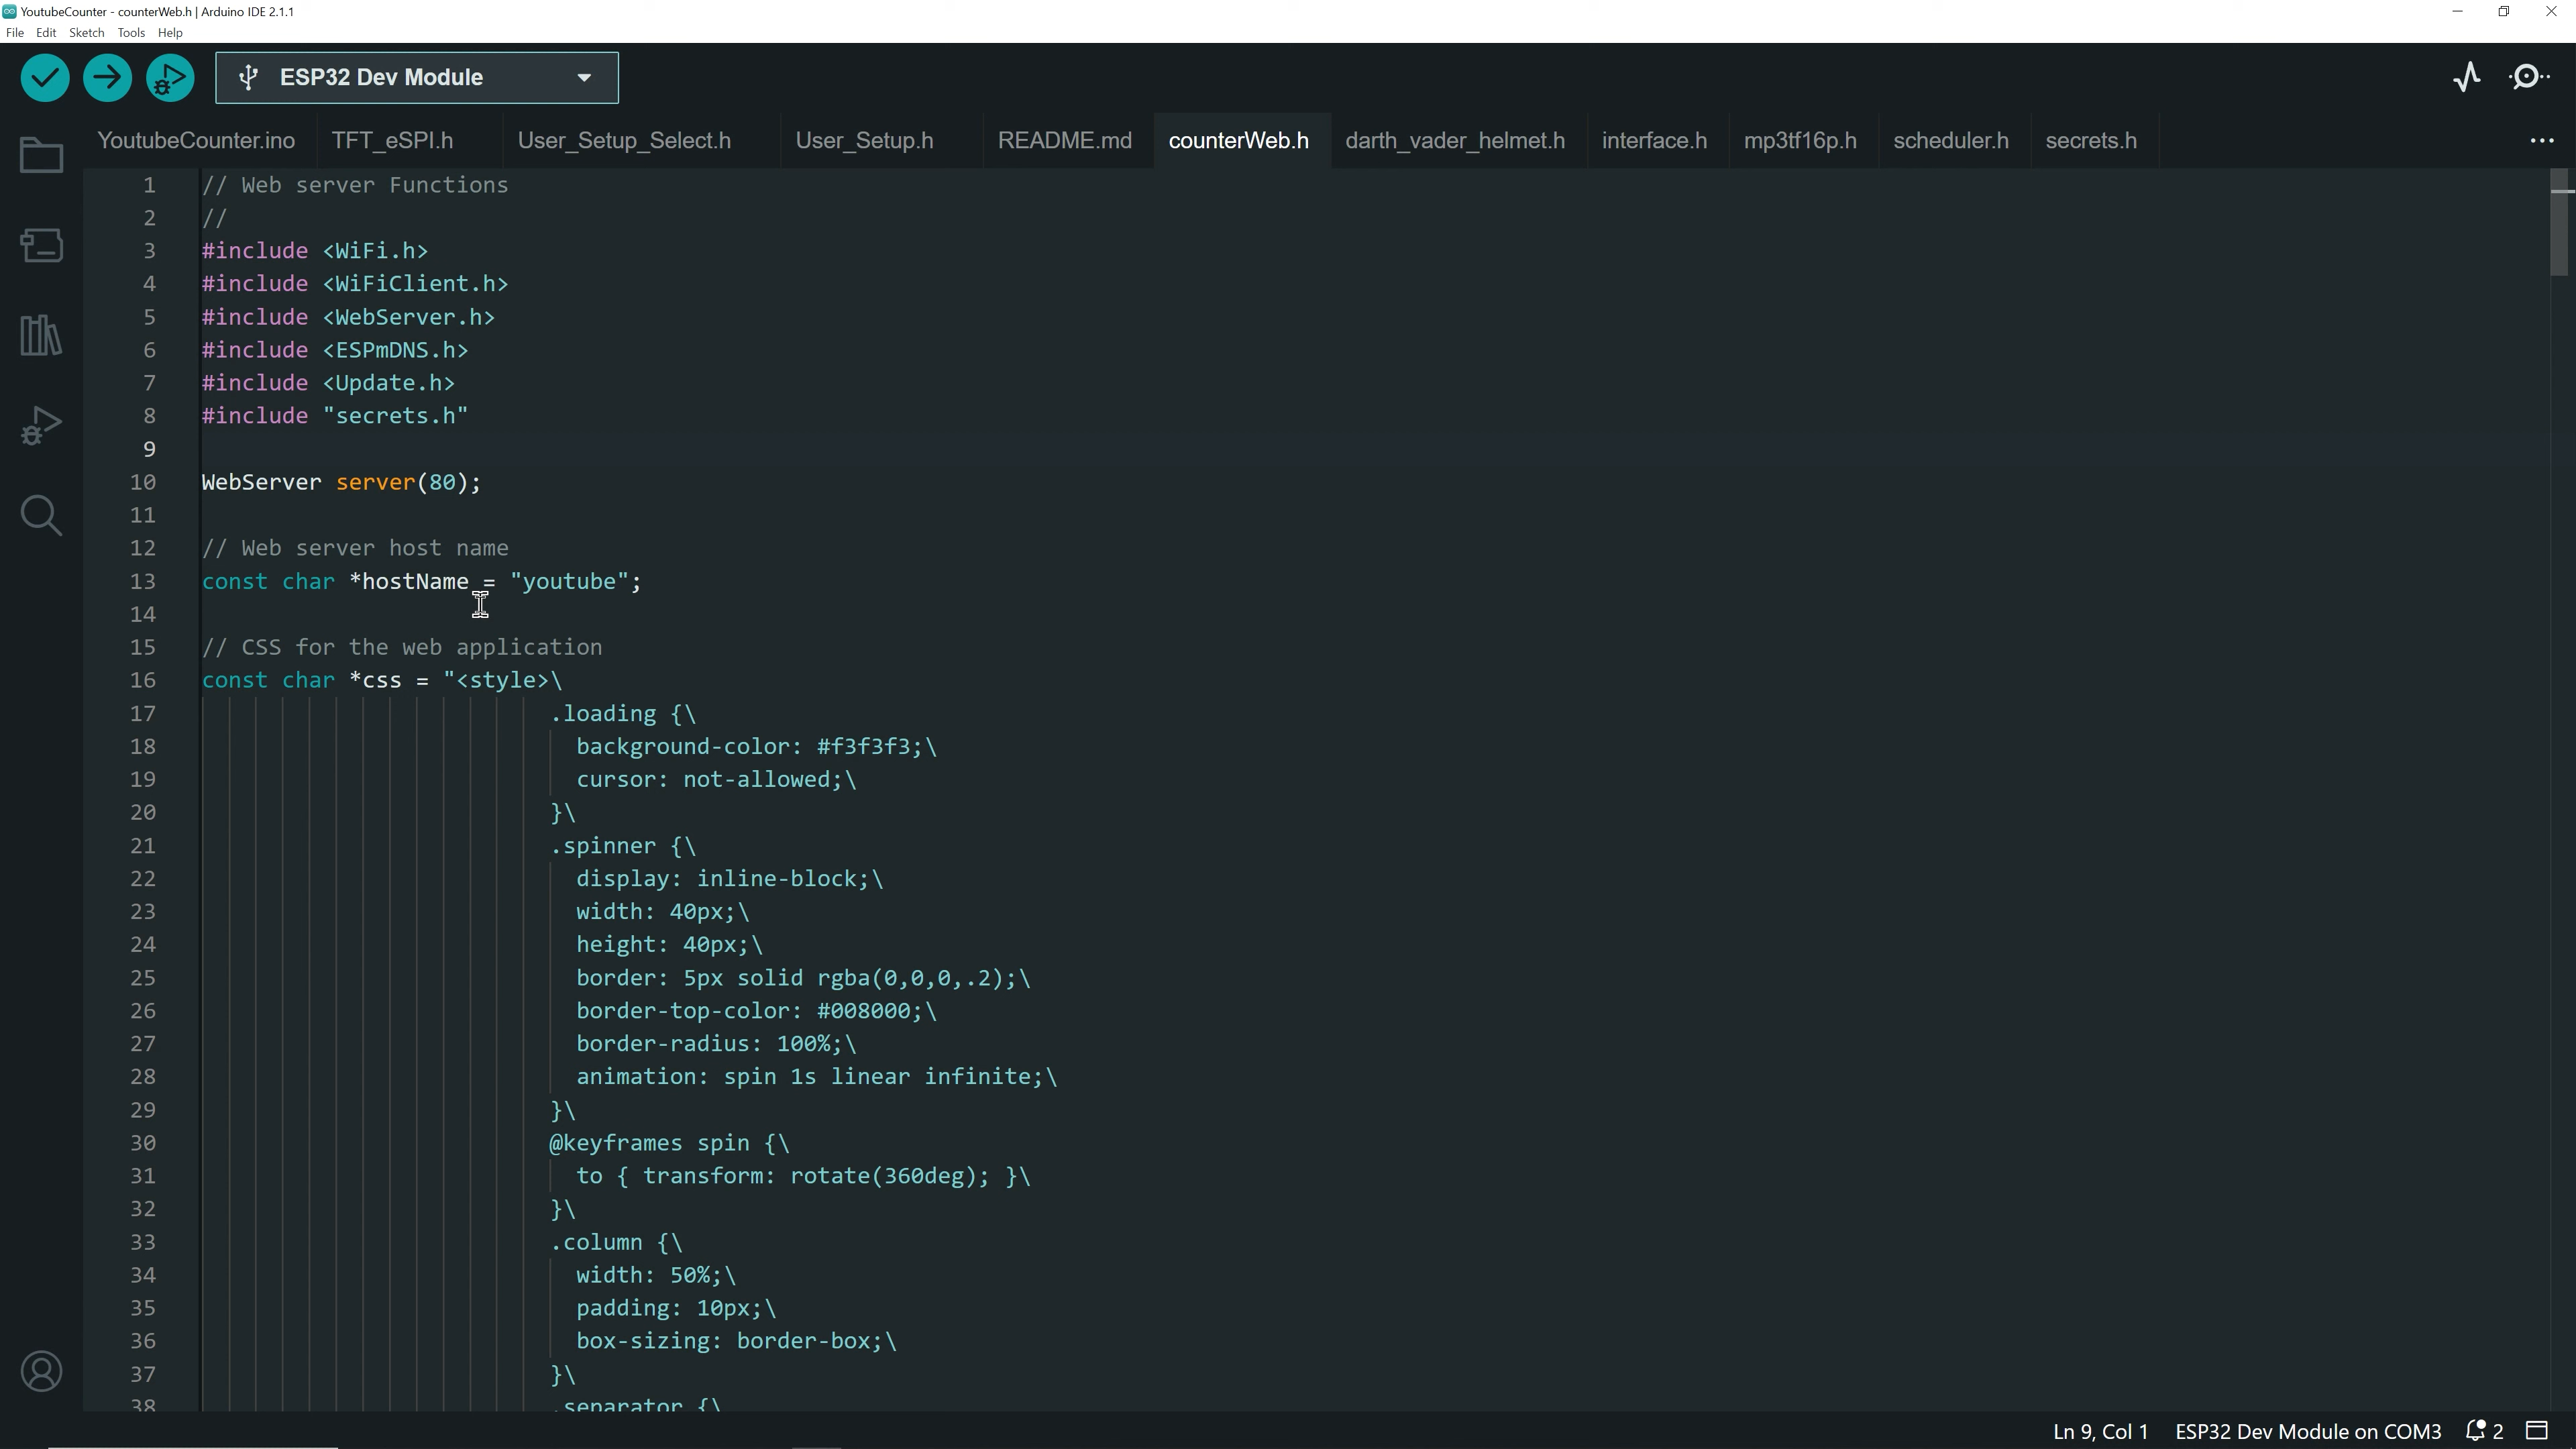 YoutubeCounter - counterWeb.h | Arduino IDE 2.1.1
File Edit Sketch Tools Help
ESP32 Dev Module
YoutubeCounter.ino TFT_eSPI.h User_Setup_Select.h User_Setup.h README.md counterWeb.h darth_vader_helmet.h interface.h mp3tf16p.h scheduler.h secrets.h
1 // Web server Functions
2 //
3 #include <WiFi.h>
4 #include <WiFiClient.h>
5 #include <WebServer.h>
6 #include <ESPmDNS.h>
7 #include <Update.h>
8 #include "secrets.h"
9
10 WebServer server(80);
11
12 // Web server host name
13 const char *hostName = "youtube";
14
15 // CSS for the web application
16 const char *css = "<style>\
17 .loading {\
18 background-color: #f3f3f3;\
19 cursor: not-allowed;\
20 }\
21 .spinner {\
22 display: inline-block;\
23 width: 40px;\
24 height: 40px;\
25 border: 5px solid rgba(0,0,0,.2);\
26 border-top-color: #008000;\
27 border-radius: 100%;\
28 animation: spin 1s linear infinite;\
29 }\
30 @keyframes spin {\
31 to { transform: rotate(360deg); }\
32 }\
33 .column {\
34 width: 50%;\
35 padding: 10px;\
36 box-sizing: border-box;\
37 }\
38 .separator {\
Ln 9, Col 1 ESP32 Dev Module on COM3 2